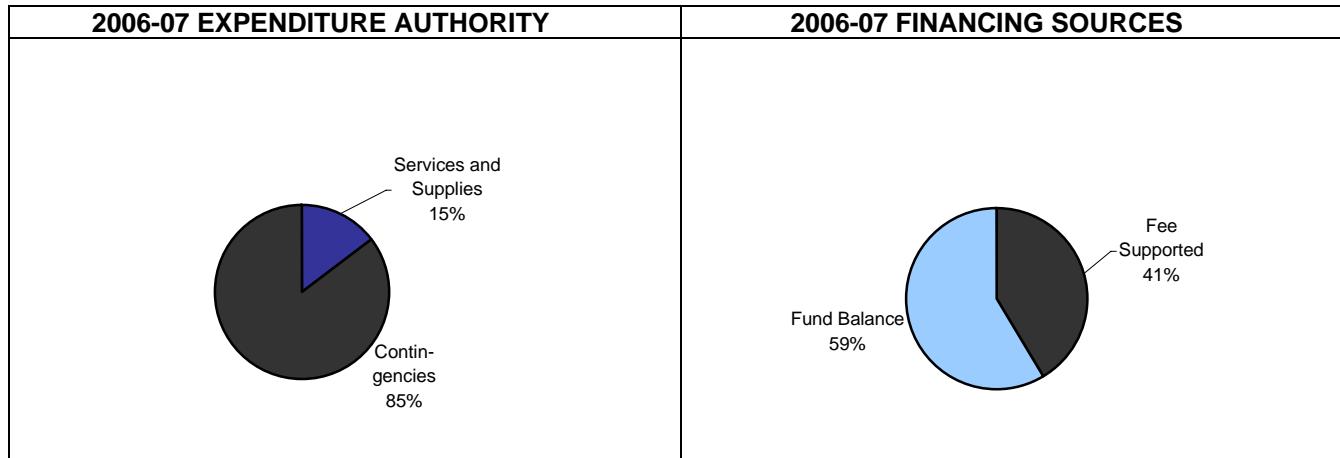 2006-07 EXPENDITURE AUTHORITY
2006-07 FINANCING SOURCES
Services and
Supplies
15%
Contin-
gencies
85%
Fee
Supported
41%
Fund Balance
59%